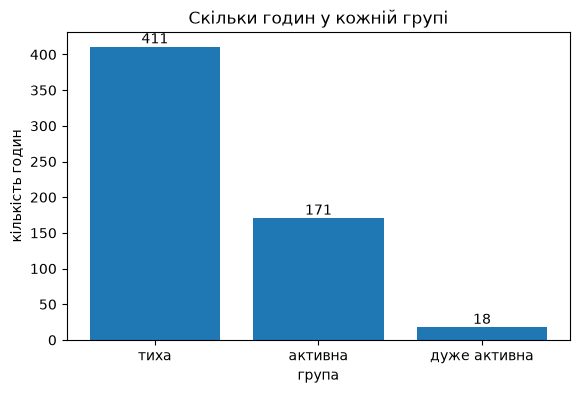 Скільки годин у кожній групі
кількість годин
400
350
300
250
200
150
100
50
0
411
171
18
тиха
активна
дуже активна
група